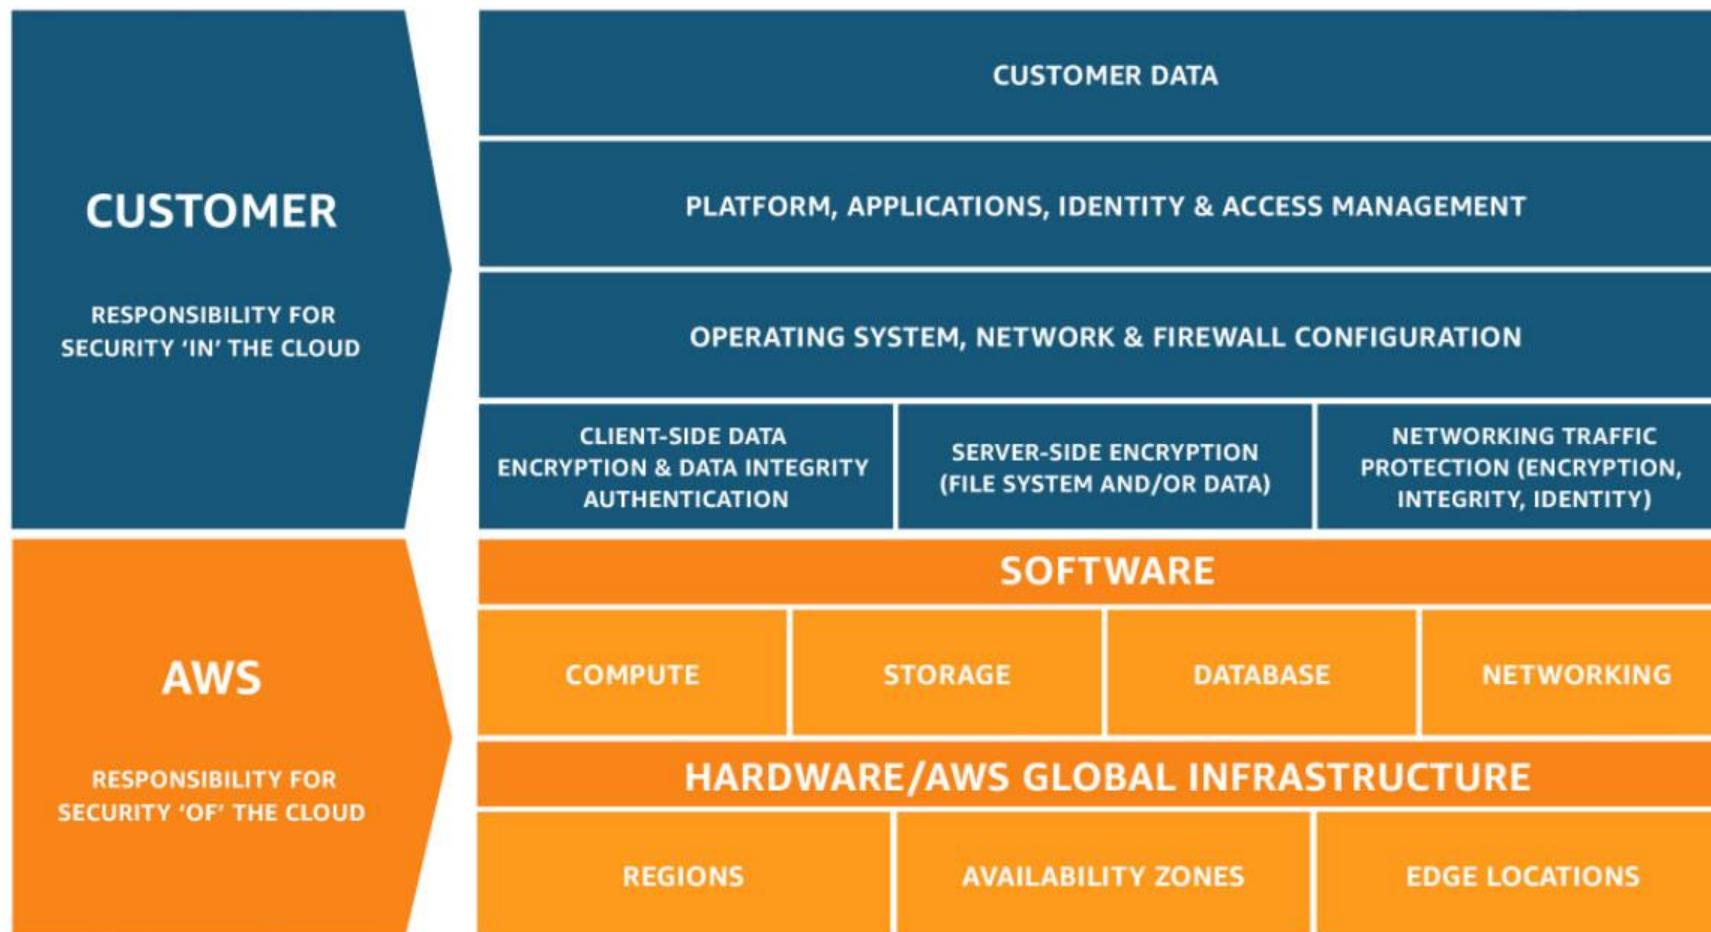 CUSTOMER
RESPONSIBILITY FOR
SECURITY ‘IN’ THE CLOUD
CUSTOMER DATA
PLATFORM, APPLICATIONS, IDENTITY & ACCESS MANAGEMENT
OPERATING SYSTEM, NETWORK & FIREWALL CONFIGURATION
CLIENT-SIDE DATA
ENCRYPTION & DATA INTEGRITY
AUTHENTICATION
SERVER-SIDE ENCRYPTION
(FILE SYSTEM AND/OR DATA)
NETWORKING TRAFFIC
PROTECTION (ENCRYPTION,
INTEGRITY, IDENTITY)
AWS
RESPONSIBILITY FOR
SECURITY ‘OF’ THE CLOUD
SOFTWARE
COMPUTE
STORAGE
DATABASE
NETWORKING
HARDWARE/AWS GLOBAL INFRASTRUCTURE
REGIONS
AVAILABILITY ZONES
EDGE LOCATIONS